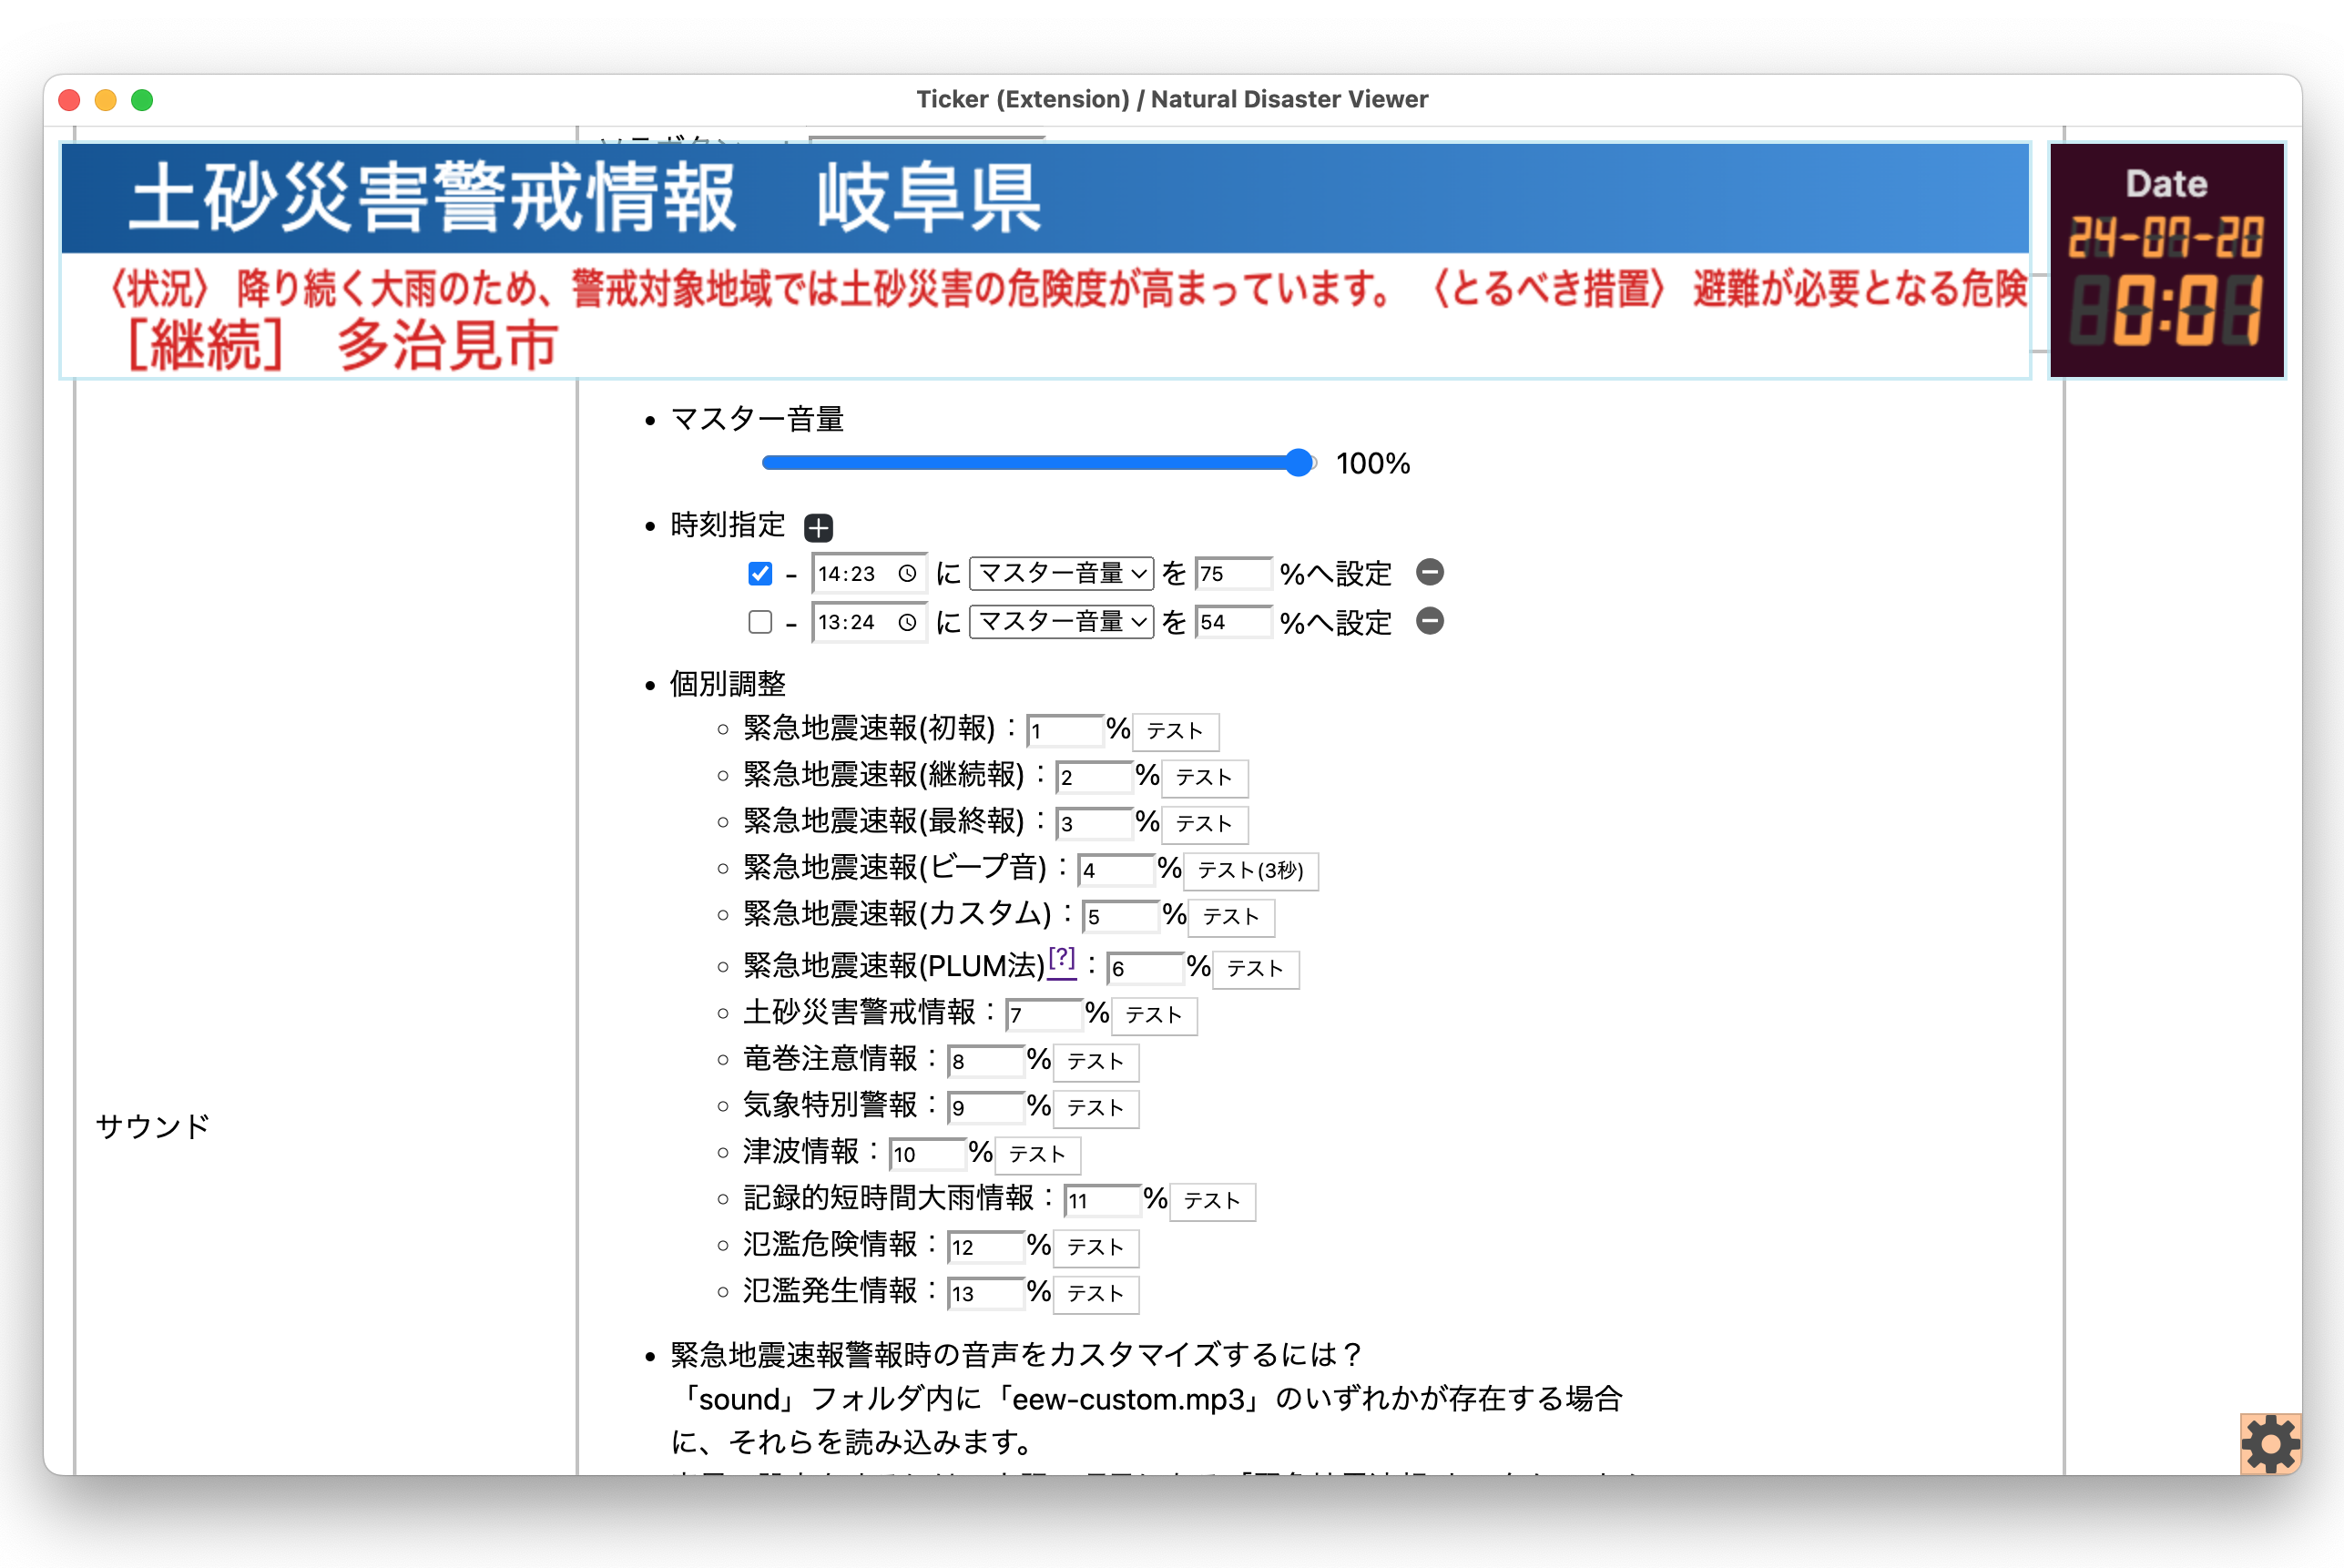 Ticker (Extension) / Natural Disaster Viewer
土砂災害警戒情報　岐阜県
〈状況〉 降り続く大雨のため、警戒対象地域では土砂災害の危険度が高まっています。 〈とるべき措置〉 避難が必要となる危険
［継続］ 多治見市
Date
24-07-20
0:01
マスター音量
100%
時刻指定
- 14:23 に マスター音量 を 75 %へ設定
- 13:24 に マスター音量 を 54 %へ設定
個別調整
緊急地震速報(初報)：1 % テスト
緊急地震速報(継続報)：2 % テスト
緊急地震速報(最終報)：3 % テスト
緊急地震速報(ビープ音)：4 % テスト(3秒)
緊急地震速報(カスタム)：5 % テスト
緊急地震速報(PLUM法)[?]：6 % テスト
土砂災害警戒情報：7 % テスト
竜巻注意情報：8 % テスト
気象特別警報：9 % テスト
津波情報：10 % テスト
記録的短時間大雨情報：11 % テスト
氾濫危険情報：12 % テスト
氾濫発生情報：13 % テスト
サウンド
緊急地震速報警報時の音声をカスタマイズするには？
「sound」フォルダ内に「eew-custom.mp3」のいずれかが存在する場合
に、それらを読み込みます。